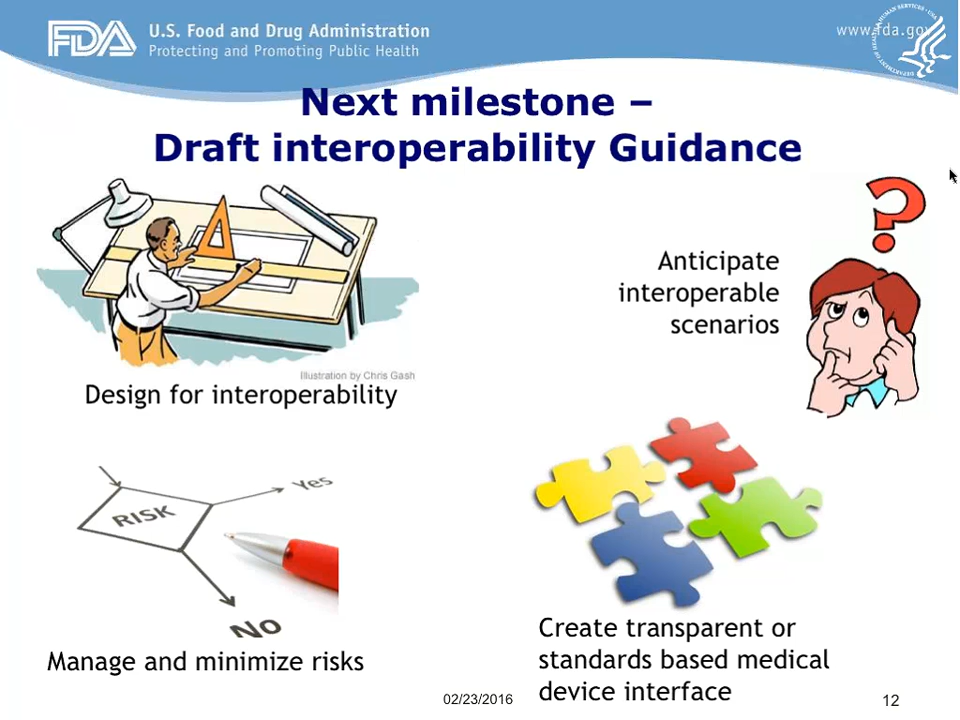 FDA
U.S. Food and Drug Administration
Protecting and Promoting Public Health
www.fda.gov
Next milestone –
Draft interoperability Guidance
Illustration by Chris Gash
Design for interoperability
?
Anticipate
interoperable
scenarios
RISK
Yes
No
Manage and minimize risks
Create transparent or
standards based medical
device interface
02/23/2016
12